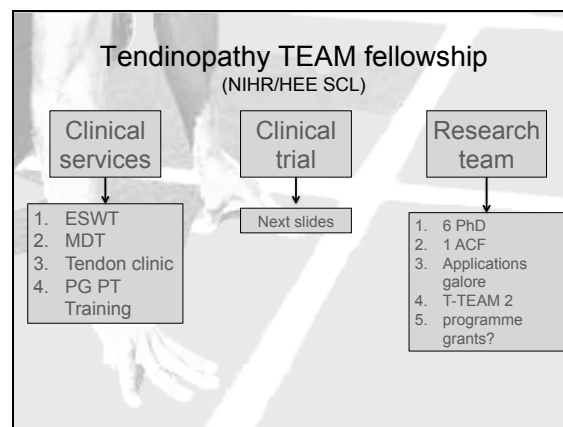 Tendinopathy TEAM fellowship
(NIHR/HEE SCL)
Clinical
services
Clinical
trial
Research
team
1. ESWT
2. MDT
3. Tendon clinic
4. PG PT
Training
Next slides
1. 6 PhD
2. 1 ACF
3. Applications
galore
4. T-TEAM 2
5. programme
grants?